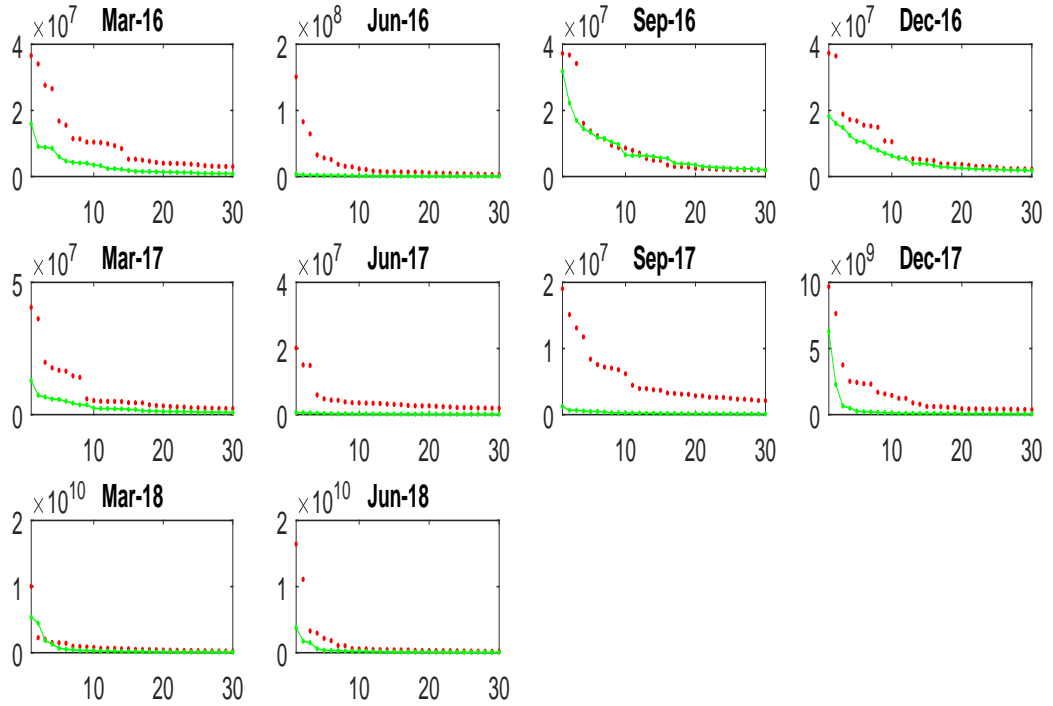 ×10^7 Mar-16
4
2
0
10 20 30
×10^8 Jun-16
2
1
0
10 20 30
×10^7 Sep-16
4
2
0
10 20 30
×10^7 Dec-16
4
2
0
10 20 30
×10^7 Mar-17
5
0
10 20 30
×10^7 Jun-17
4
2
0
10 20 30
×10^7 Sep-17
2
1
0
10 20 30
×10^9 Dec-17
10
5
0
10 20 30
×10^10 Mar-18
2
1
0
10 20 30
×10^10 Jun-18
2
1
0
10 20 30